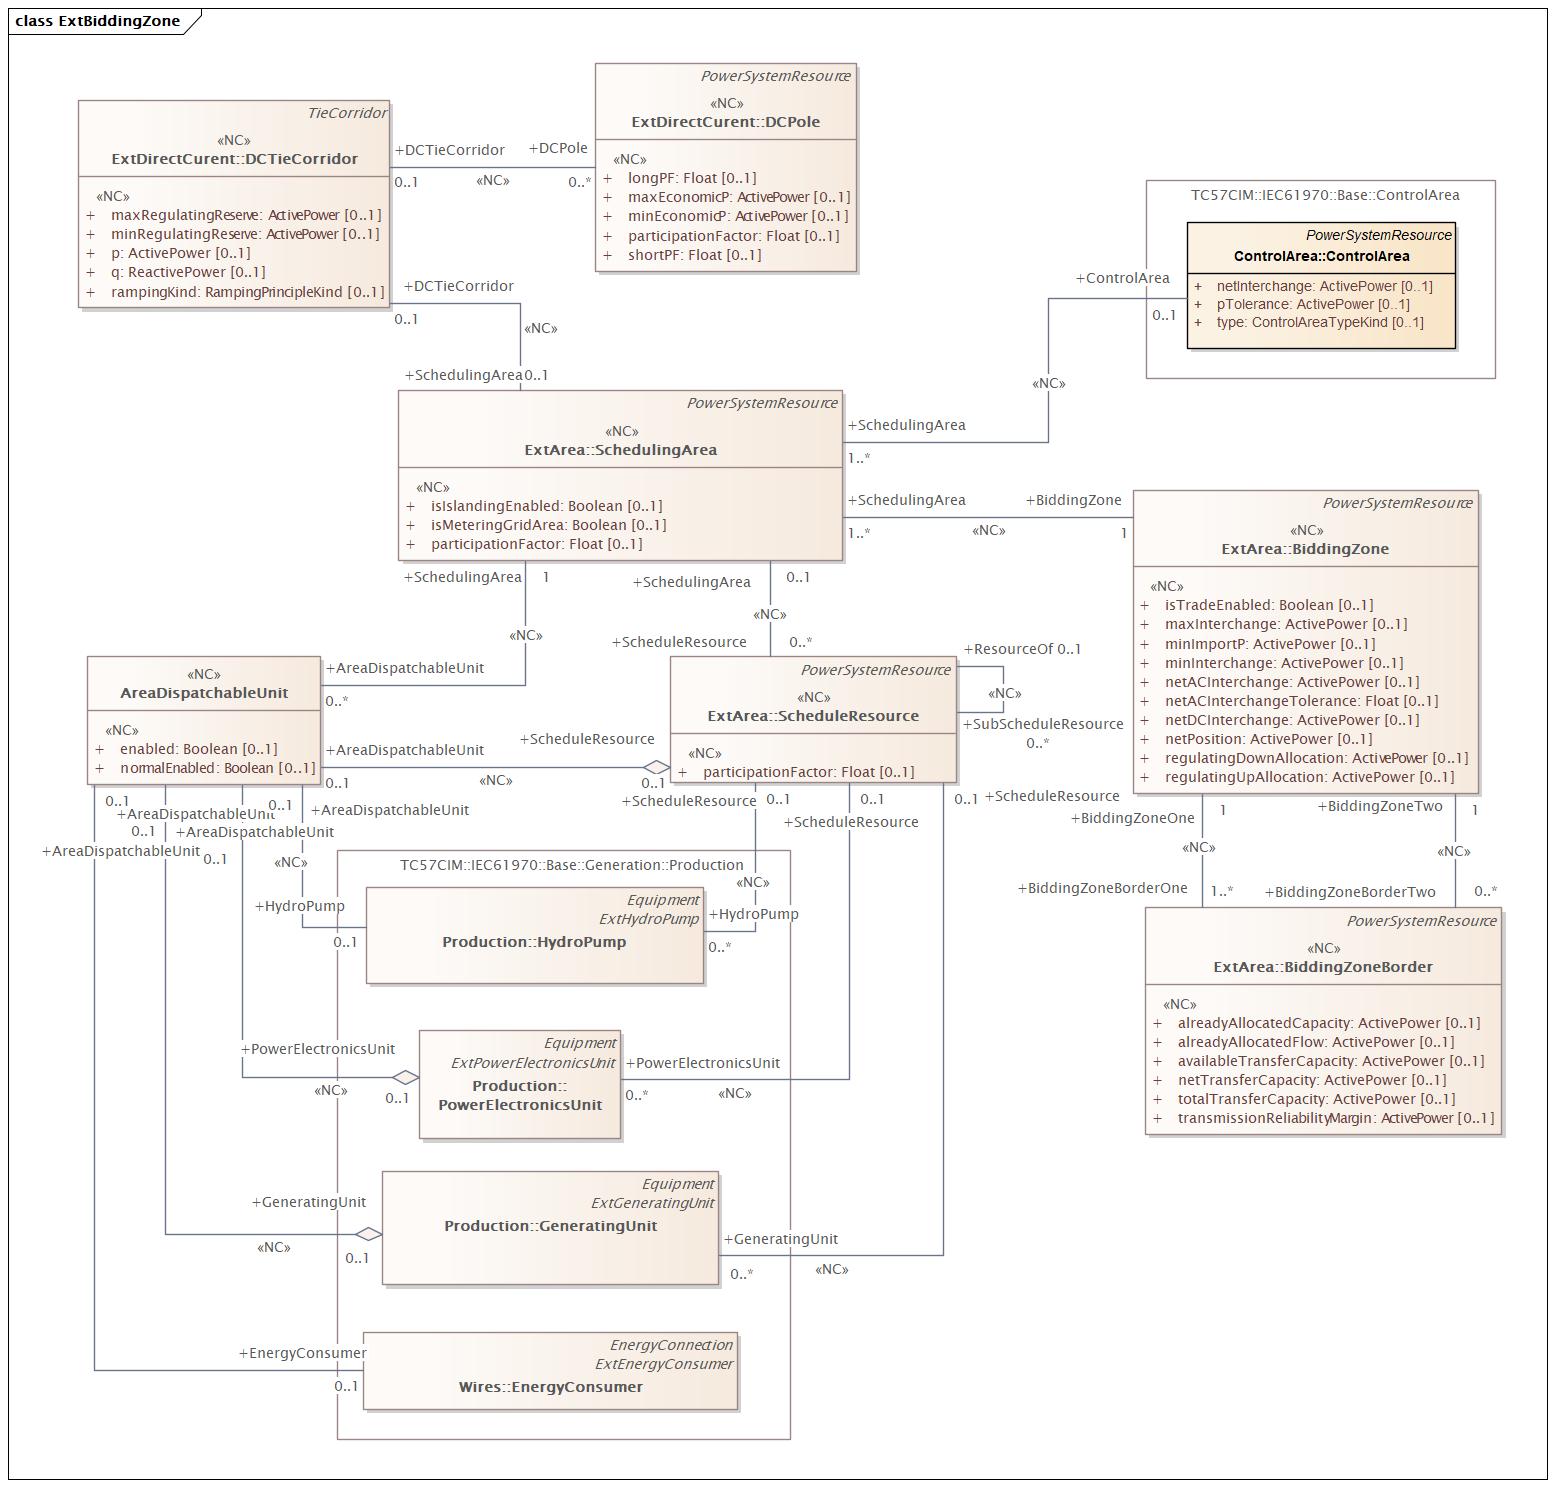 class ExtBiddingZone
PowerSystemResource
«NC»
ExtDirectCurent::DCPole
«NC»
+ longPF: Float [0..1]
+ maxEconomicP: ActivePower [0..1]
+ minEconomicP: ActivePower [0..1]
+ participationFactor: Float [0..1]
+ shortPF: Float [0..1]
TieCorridor
«NC»
ExtDirectCurent::DCTieCorridor
«NC»
+ maxRegulatingReserve: ActivePower [0..1]
+ minRegulatingReserve: ActivePower [0..1]
+ p: ActivePower [0..1]
+ q: ReactivePower [0..1]
+ rampingKind: RampingPrincipleKind [0..1]
+DCTieCorridor
+DCPole
0..1
«NC»
0..*
TC57CIM::IEC61970::Base::ControlArea
PowerSystemResource
ControlArea::ControlArea
+ netInterchange: ActivePower [0..1]
+ pTolerance: ActivePower [0..1]
+ type: ControlAreaTypeKind [0..1]
+ControlArea
0..1
«NC»
+DCTieCorridor
0..1
«NC»
+SchedulingArea
0..1
PowerSystemResource
«NC»
ExtArea::SchedulingArea
«NC»
+ isIslandingEnabled: Boolean [0..1]
+ isMeteringGridArea: Boolean [0..1]
+ participationFactor: Float [0..1]
+SchedulingArea
1..*
+SchedulingArea
+BiddingZone
1..*
«NC»
1
PowerSystemResource
«NC»
ExtArea::BiddingZone
«NC»
+ isTradeEnabled: Boolean [0..1]
+ maxInterchange: ActivePower [0..1]
+ minImportP: ActivePower [0..1]
+ minInterchange: ActivePower [0..1]
+ netACInterchange: ActivePower [0..1]
+ netACInterchangeTolerance: Float [0..1]
+ netDCInterchange: ActivePower [0..1]
+ netPosition: ActivePower [0..1]
+ regulatingDownAllocation: ActivePower [0..1]
+ regulatingUpAllocation: ActivePower [0..1]
+SchedulingArea
1
«NC»
+SchedulingArea
0..1
«NC»
+ScheduleResource
0..*
«NC»
AreaDispatchableUnit
«NC»
+ enabled: Boolean [0..1]
+ normalEnabled: Boolean [0..1]
+AreaDispatchableUnit
0..*
+AreaDispatchableUnit
+ScheduleResource
0..1
«NC»
0..1
PowerSystemResource
«NC»
ExtArea::ScheduleResource
«NC»
+ participationFactor: Float [0..1]
+ResourceOf 0..1
«NC»
+SubScheduleResource
0..*
0..1
+AreaDispatchableUnit
0..1
+AreaDispatchableUnit
0..1
+AreaDispatchableUnit
0..1
+AreaDispatchableUnit
+ScheduleResource
0..1
0..1
+ScheduleResource
0..1
+ScheduleResource
+BiddingZoneOne
1
«NC»
+BiddingZoneBorderOne
1..*
+BiddingZoneTwo
1
«NC»
+BiddingZoneBorderTwo
0..*
TC57CIM::IEC61970::Base::Generation::Production
«NC»
+HydroPump
0..1
Equipment
ExtHydroPump
Production::HydroPump
«NC»
+HydroPump
0..*
PowerSystemResource
«NC»
ExtArea::BiddingZoneBorder
«NC»
+ alreadyAllocatedCapacity: ActivePower [0..1]
+ alreadyAllocatedFlow: ActivePower [0..1]
+ availableTransferCapacity: ActivePower [0..1]
+ netTransferCapacity: ActivePower [0..1]
+ totalTransferCapacity: ActivePower [0..1]
+ transmissionReliabilityMargin: ActivePower [0..1]
+PowerElectronicsUnit
«NC»
0..1
Equipment
ExtPowerElectronicsUnit
Production::
PowerElectronicsUnit
+PowerElectronicsUnit
0..*
«NC»
+GeneratingUnit
«NC»
0..1
Equipment
ExtGeneratingUnit
Production::GeneratingUnit
+GeneratingUnit
0..*
«NC»
+EnergyConsumer
0..1
EnergyConnection
ExtEnergyConsumer
Wires::EnergyConsumer